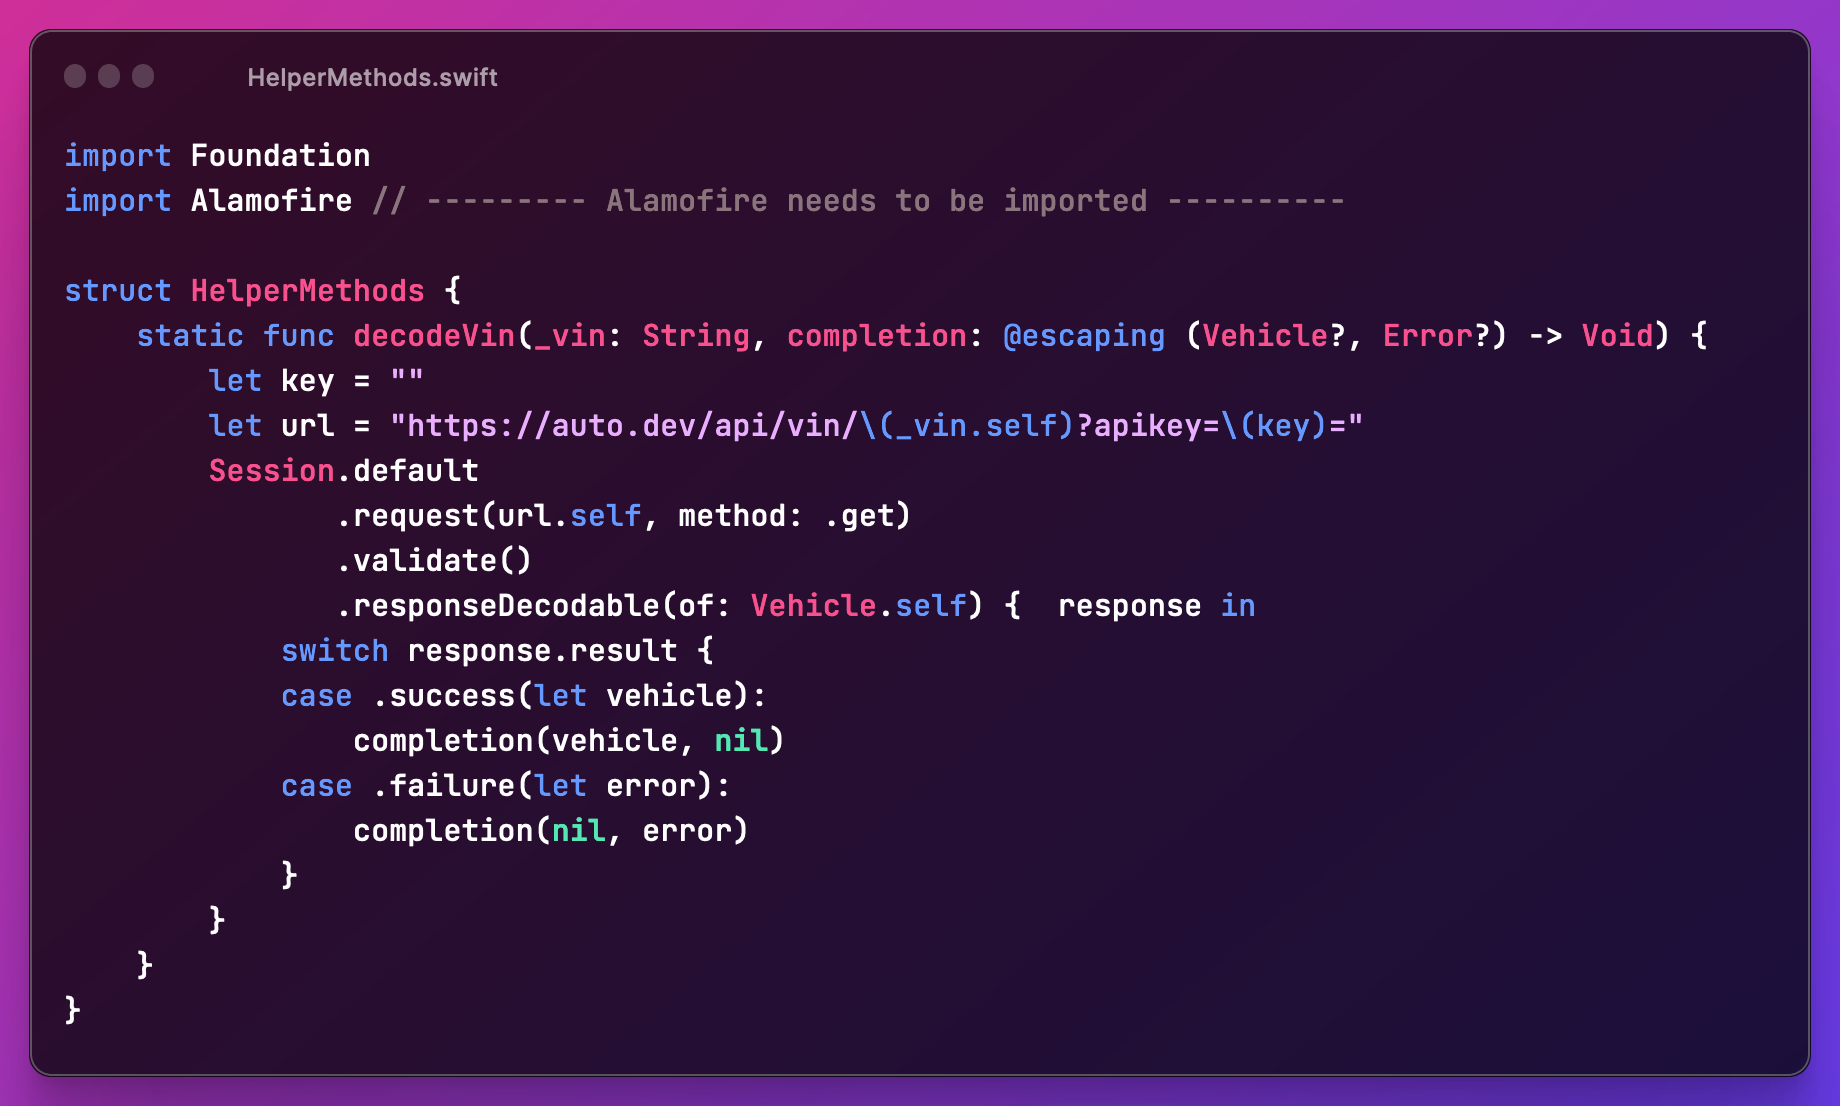 HelperMethods.swift
import Foundation
import Alamofire // --------- Alamofire needs to be imported ----------
struct HelperMethods {
    static func decodeVin(_vin: String, completion: @escaping (Vehicle?, Error?) -> Void) {
        let key = ""
        let url = "https://auto.dev/api/vin/\(_vin.self)?apikey=\(key)="
        Session.default
               .request(url.self, method: .get)
               .validate()
               .responseDecodable(of: Vehicle.self) {  response in
            switch response.result {
            case .success(let vehicle):
                completion(vehicle, nil)
            case .failure(let error):
                completion(nil, error)
            }
        }
    }
}